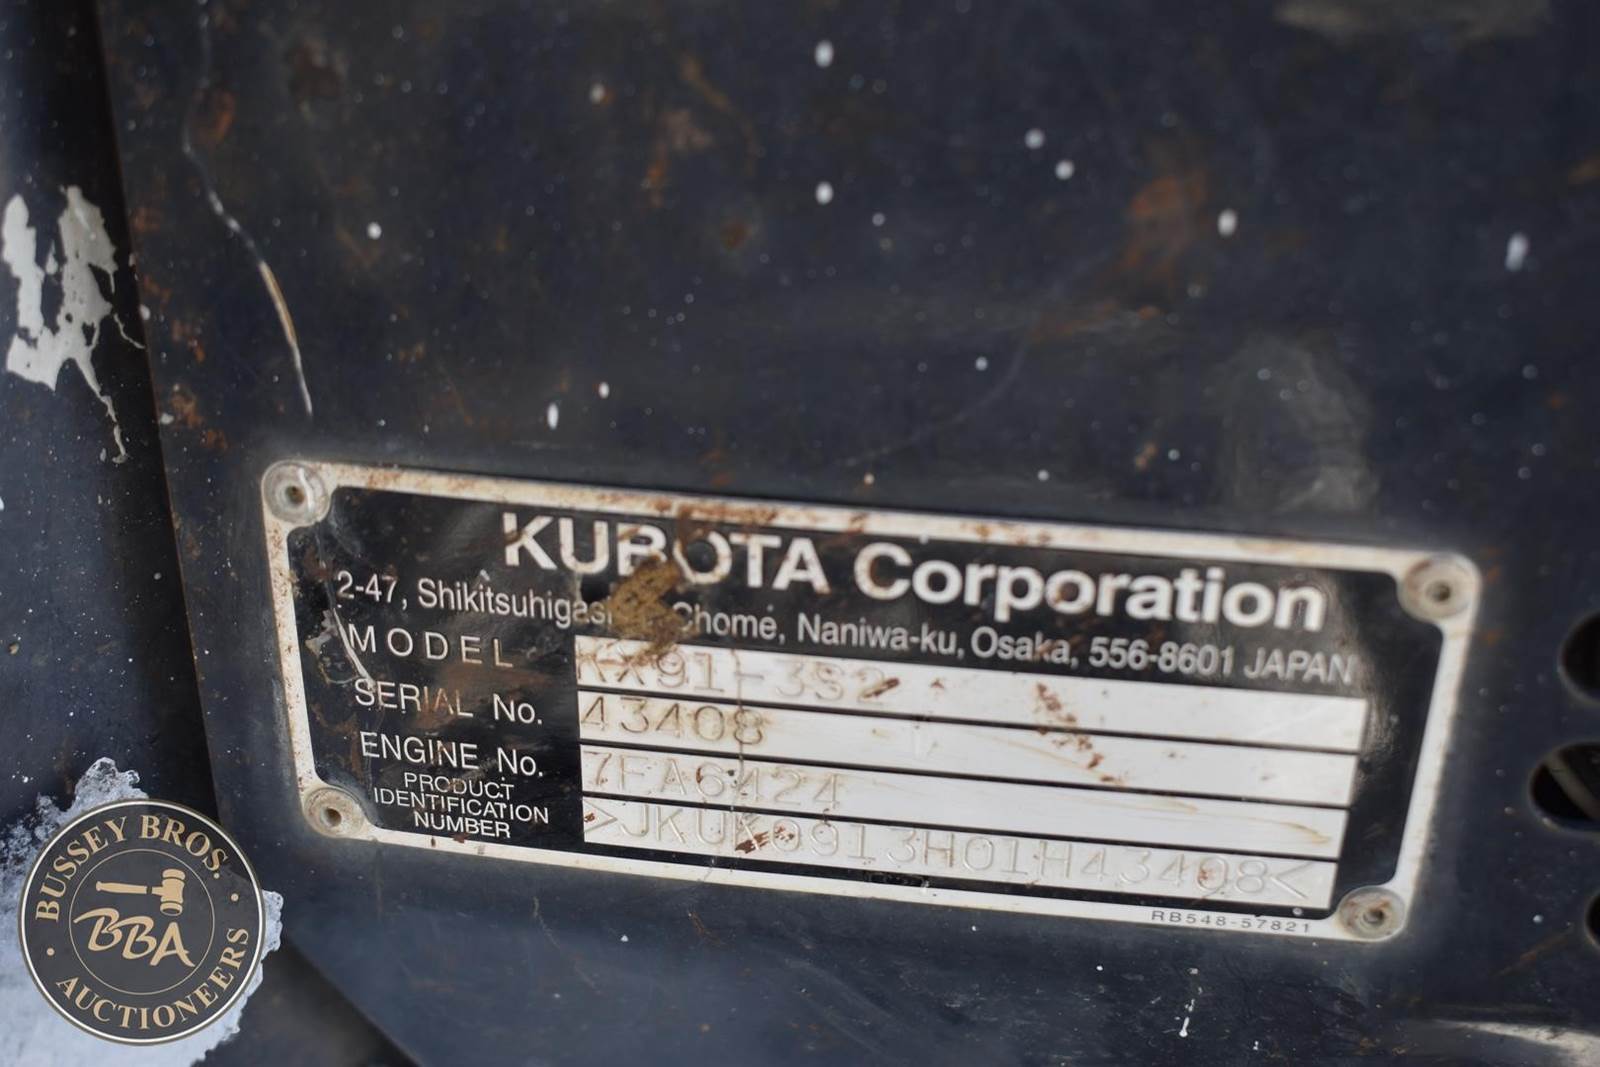 KUBOTA Corporation
2-47, Shikitsuhigas Chome, Naniwa-ku, Osaka, 556-8601 JAPAN
MODEL KX91-3S2
SERIAL No. 43408
ENGINE No. 7FA6424
PRODUCT
IDENTIFICATION
NUMBER
>JKUK0913H01H43408<
RB548-57821
BUSSEY BROS.
BBA
AUCTIONEERS